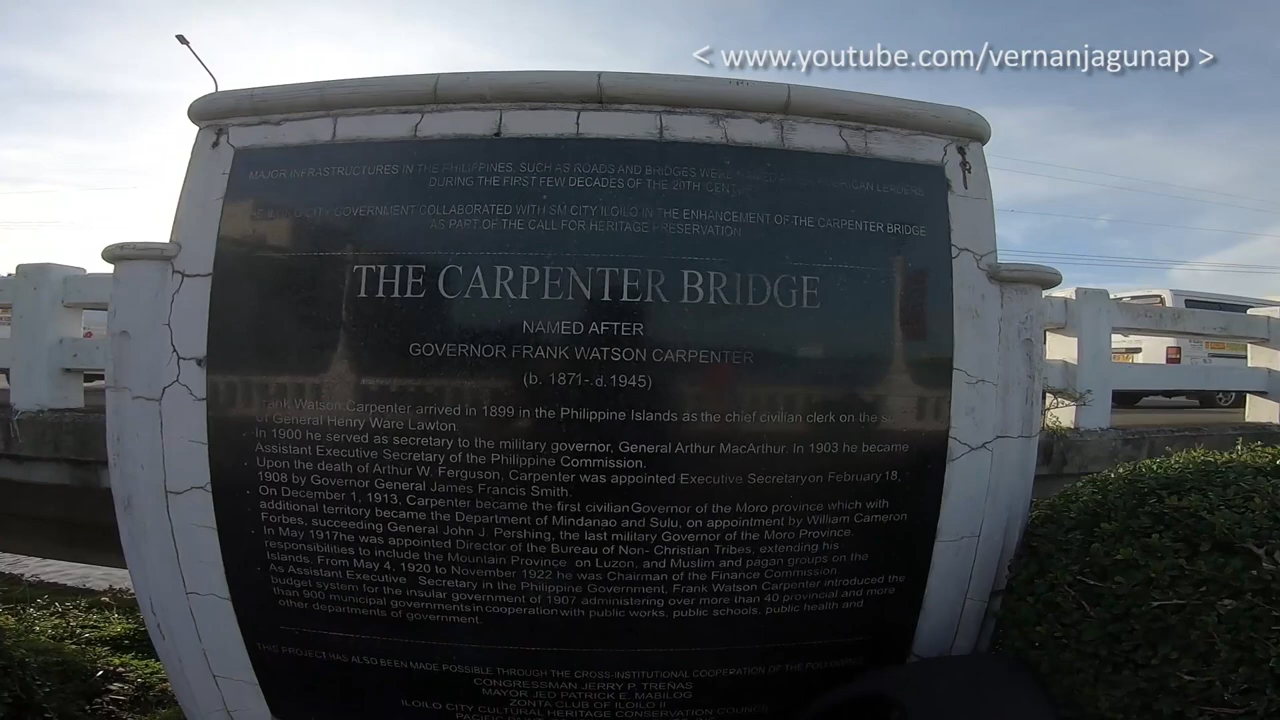 < www.youtube.com/vernanjagunap >
MAJOR INFRASTRUCTURES IN THE PHILIPPINES, SUCH AS ROADS AND BRIDGES WERE NAMED AMERICAN LEADERS
DURING THE FIRST FEW DECADES OF THE 20TH CENTURY
ILOILO CITY GOVERNMENT COLLABORATED WITH SM CITY ILOILO IN THE ENHANCEMENT OF THE CARPENTER BRIDGE
AS PART OF THE CALL FOR HERITAGE PRESERVATION
THE CARPENTER BRIDGE
NAMED AFTER
GOVERNOR FRANK WATSON CARPENTER
(b. 1871-.d.1945)
Frank Watson Carpenter arrived in 1899 in the Philippine Islands as the chief civilian clerk on the
of General Henry Ware Lawton.
In 1900 he served as secretary to the military governor, General Arthur MacArthur. In 1903 he became
Assistant Executive Secretary of the Philippine Commission.
Upon the death of Arthur W. Ferguson, Carpenter was appointed Executive Secretary on February 18,
1908 by Governor General James Francis Smith.
On December 1, 1913, Carpenter became the first civilian Governor of the Moro province which with
additional territory became the Department of Mindanao and Sulu, on appointment by William Cameron
Forbes, succeeding General John J. Pershing, the last military Governor of the Moro Province.
In May 1917he was appointed Director of the Bureau of Non- Christian Tribes, extending his
responsibilities to include the Mountain Province on Luzon, and Muslim and pagan groups on the
Islands. From May 4, 1920 to November 1922 he was Chairman of the Finance Commission.
As Assistant Executive Secretary in the Philippine Government, Frank Watson Carpenter introduced the
budget system for the insular government of 1907 administering over more than 40 provincial and more
than 900 municipal governments in cooperation with public works, public schools, public health and
other departments of government.
THIS PROJECT HAS ALSO BEEN MADE POSSIBLE THROUGH THE CROSS-INSTITUTIONAL COOPERATION OF THE FOLLOWING
CONGRESSMAN JERRY P. TREÑAS
MAYOR JED PATRICK E. MABILOG
ZONTA CLUB OF ILOILO II
ILOILO CITY CULTURAL HERITAGE CONSERVATION COUNCIL